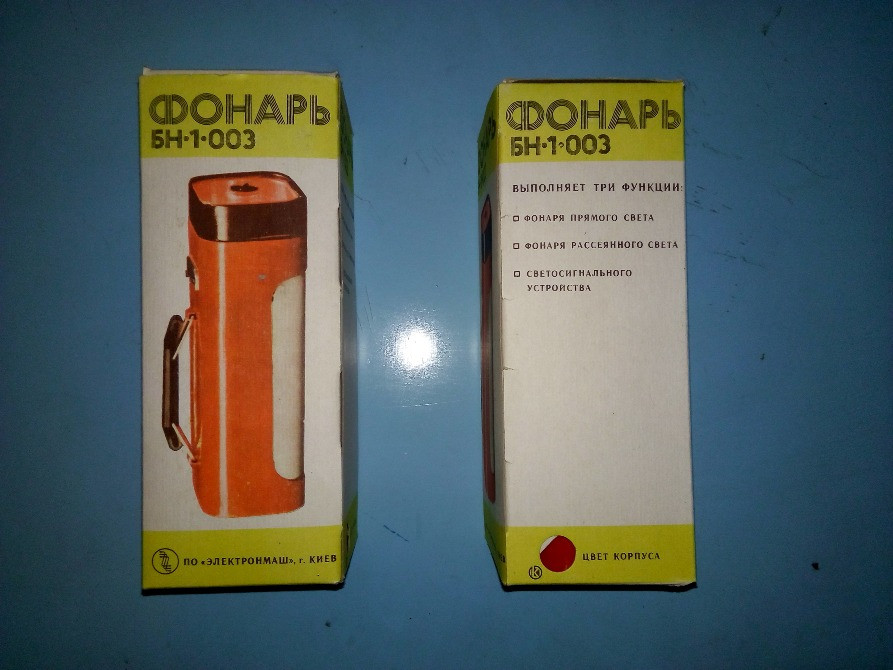 ФОНАРЬ
БН·1·003
ПО «ЭЛЕКТРОНМАШ», г. КИЕВ
ФОНАРЬ
БН·1·003
ВЫПОЛНЯЕТ ТРИ ФУНКЦИИ:
ФОНАРЯ ПРЯМОГО СВЕТА
ФОНАРЯ РАССЕЯННОГО СВЕТА
СВЕТОСИГНАЛЬНОГО
УСТРОЙСТВА
ЦВЕТ КОРПУСА